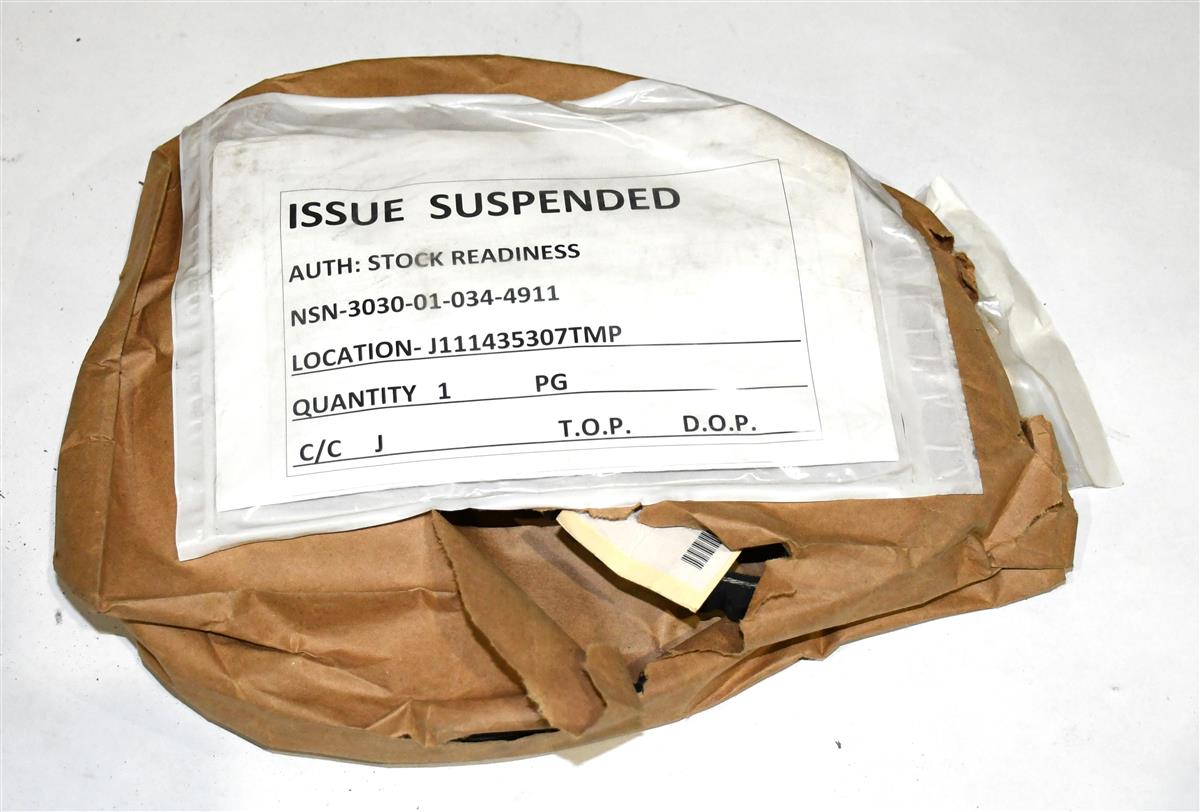 ISSUE SUSPENDED
AUTH: STOCK READINESS
NSN-3030-01-034-4911
LOCATION- J111435307TMP
QUANTITY 1 PG
C/C J T.O.P. D.O.P.